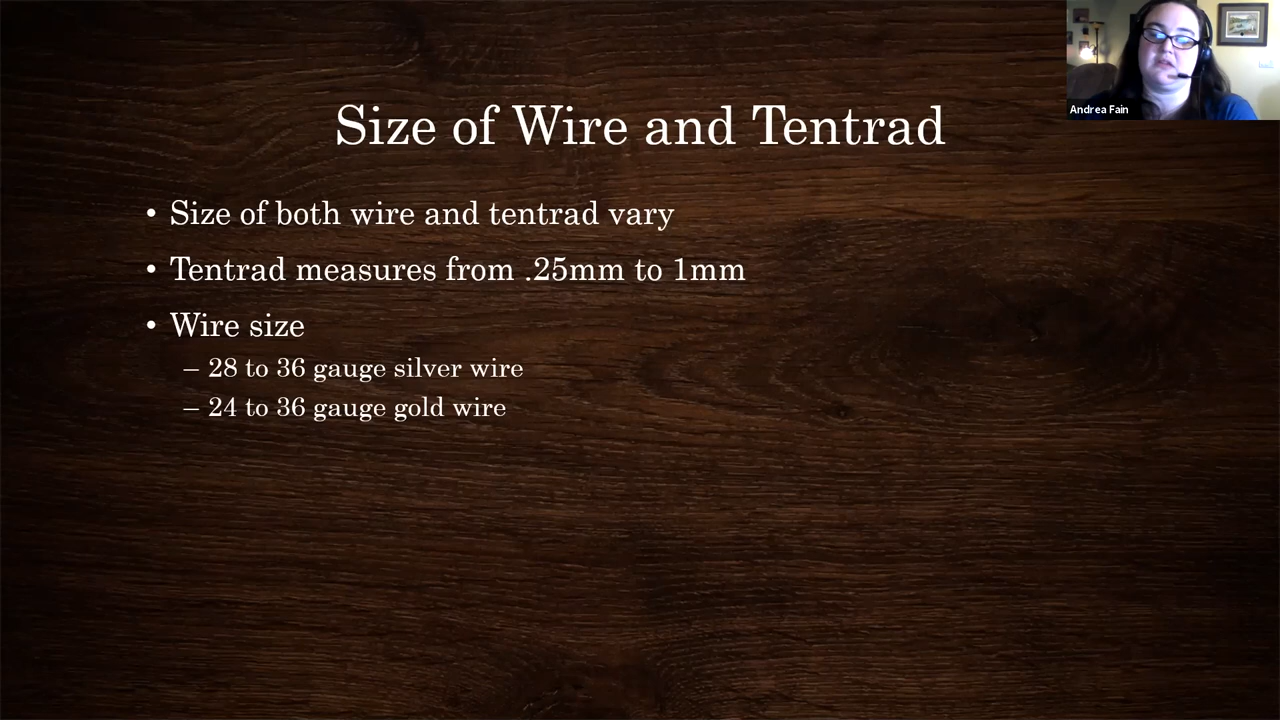 Andrea Fain
Size of Wire and Tentrad
• Size of both wire and tentrad vary
• Tentrad measures from .25mm to 1mm
• Wire size
– 28 to 36 gauge silver wire
– 24 to 36 gauge gold wire